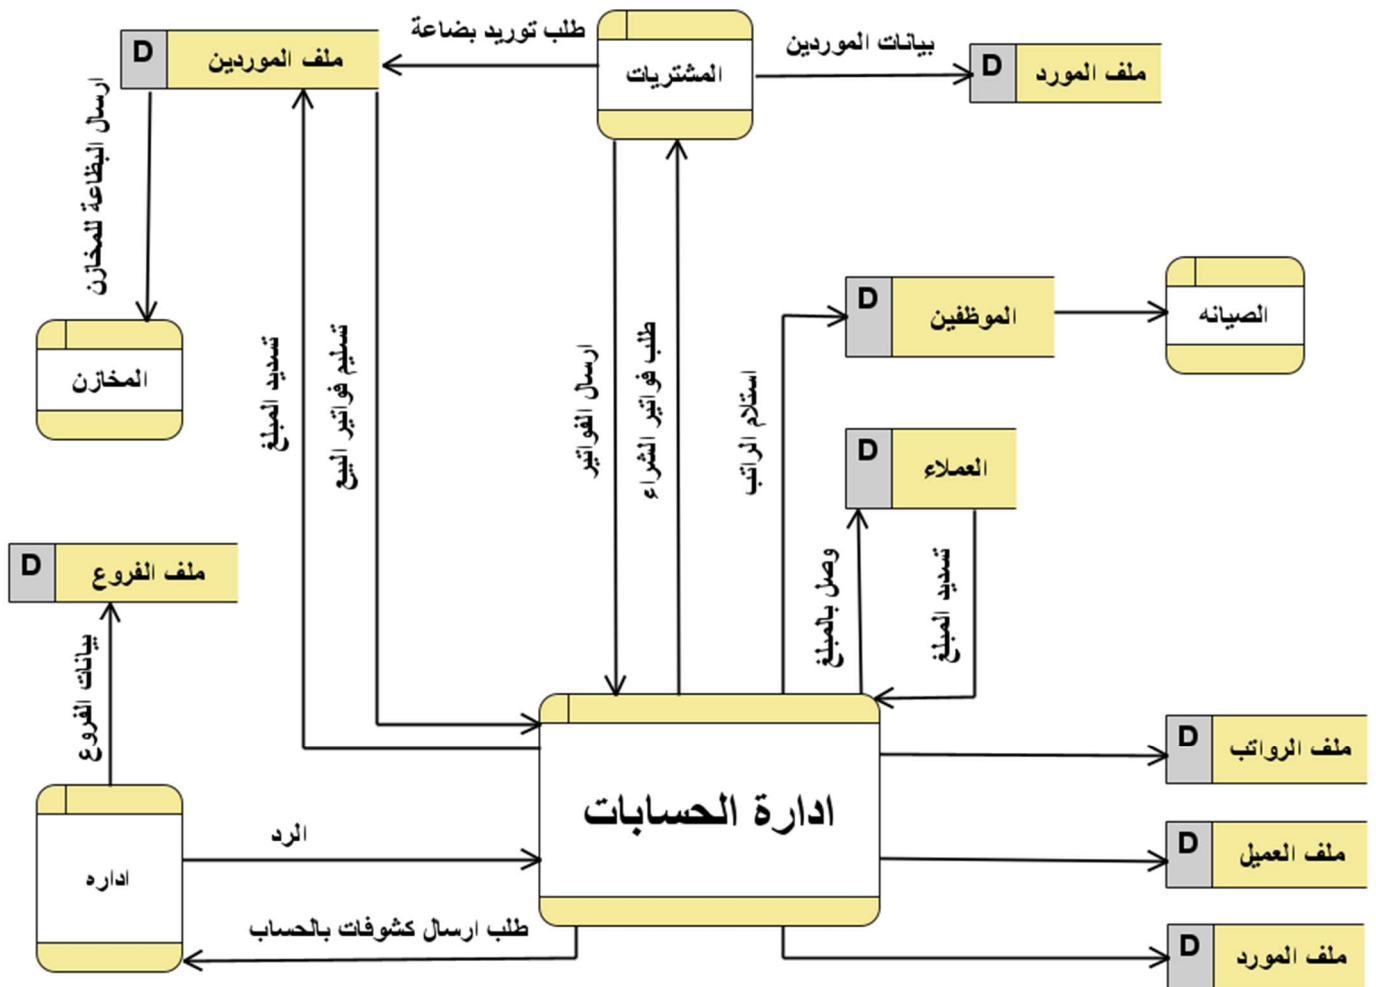 طلب توريد بضاعة
بيانات الموردين
D
ملف الموردين
المشتريات
D
ملف المورد
ارسال البظاعة للمخازن
المخازن
تسديد المبلغ
تسليم فواتير البيع
ارسال الفواتير
طلب فواتير الشراء
استلام الراتب
D
الموظفين
الصيانه
D
العملاء
وصل بالمبلغ
تسديد المبلغ
D
ملف الفروع
بيانات الفروع
اداره
الرد
طلب ارسال كشوفات بالحساب
ادارة الحسابات
D
ملف الرواتب
D
ملف العميل
D
ملف المورد